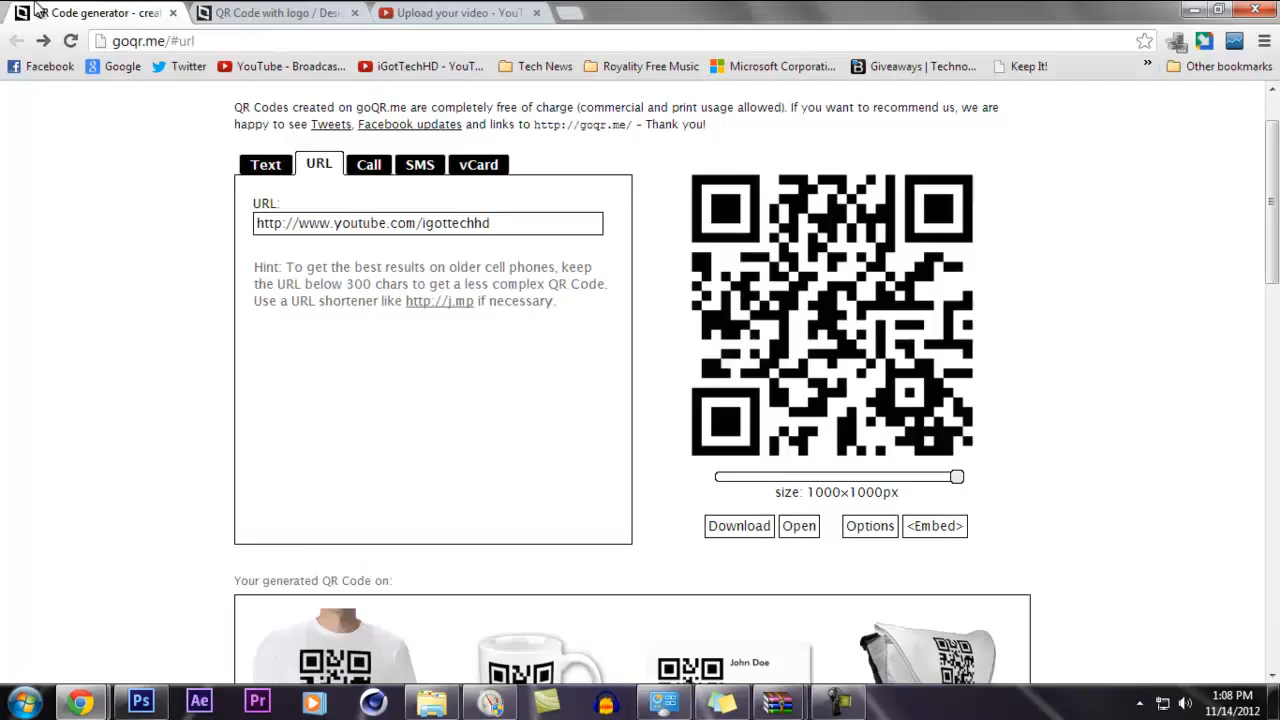 QR Code generator - creat
QR Code with logo / Desi
Upload your video - YouT
goqr.me/#url
Facebook
Google
Twitter
YouTube - Broadcas...
iGotTechHD - YouT...
Tech News
Royality Free Music
Microsoft Corporati...
Giveaways | Techno...
Keep It!
»
Other bookmarks
QR Codes created on goQR.me are completely free of charge (commercial and print usage allowed). If you want to recommend us, we are
happy to see Tweets, Facebook updates and links to http://goqr.me/ - Thank you!
Text
URL
Call
SMS
vCard
URL:
http://www.youtube.com/igottechhd
Hint: To get the best results on older cell phones, keep
the URL below 300 chars to get a less complex QR Code.
Use a URL shortener like http://j.mp if necessary.
size: 1000×1000px
Download
Open
Options
<Embed>
Your generated QR Code on:
John Doe
Ps
Ae
Pr
1:08 PM
11/14/2012